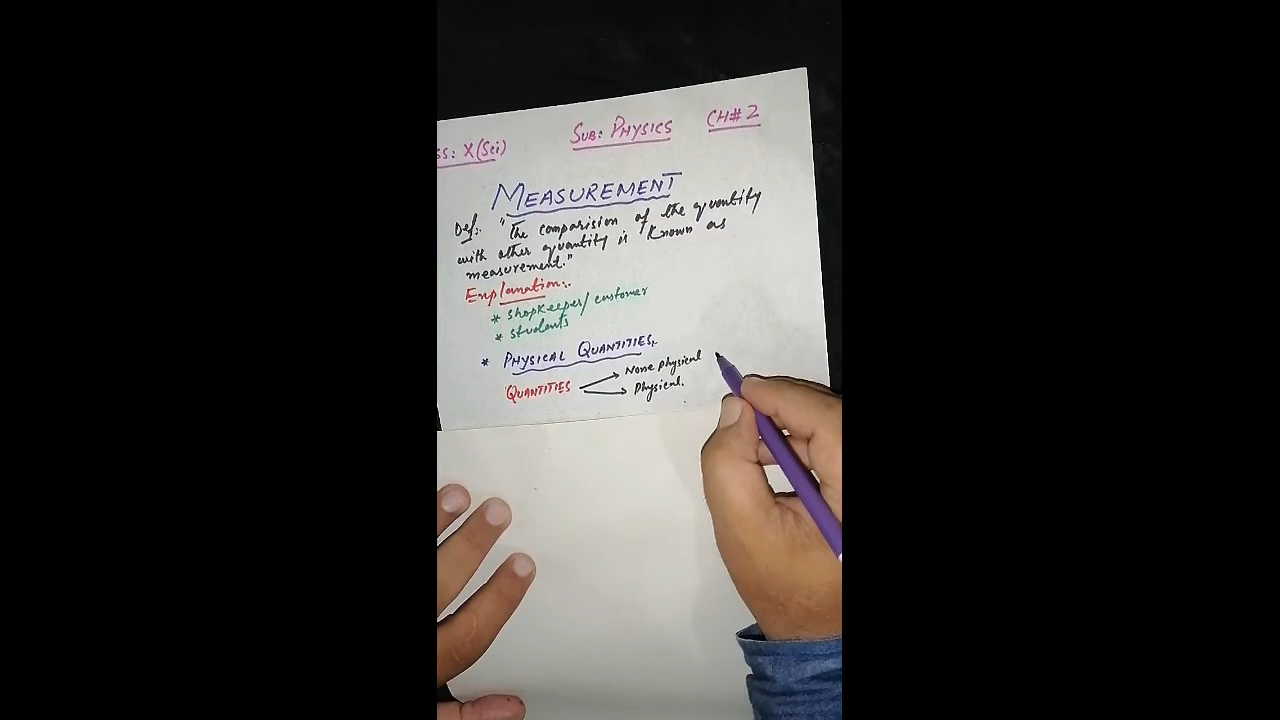 ss: X(Sci)
SUB: PHYSICS
CH#2
MEASUREMENT
Def:- "The comparision of the quantity
with other quantity is known as
measurement."
Explanation:-
* shopkeeper/customer
* students
* PHYSICAL QUANTITIES:-
QUANTITIES
None physical
Physical.